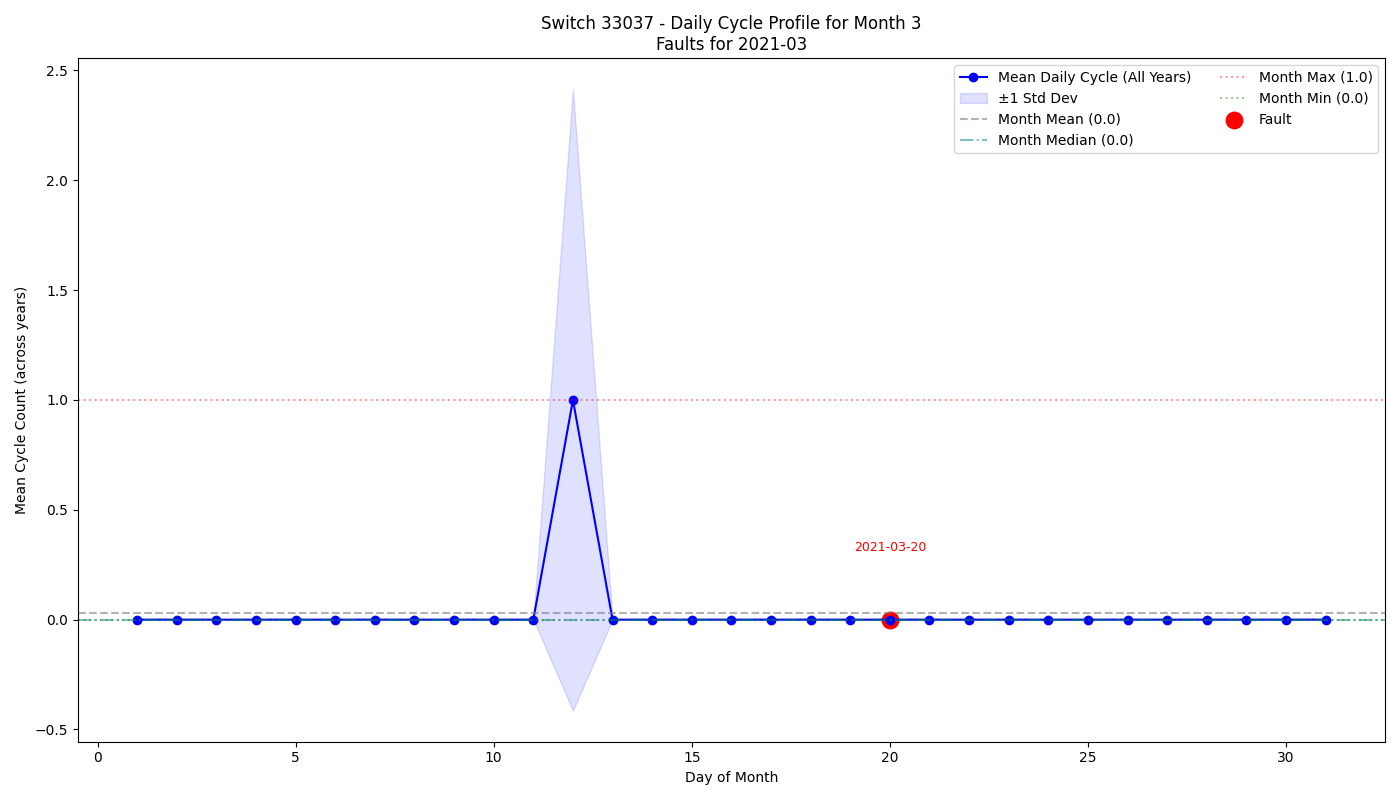 Switch 33037 - Daily Cycle Profile for Month 3
Faults for 2021-03
Mean Daily Cycle (All Years)
±1 Std Dev
Month Mean (0.0)
Month Median (0.0)
Month Max (1.0)
Month Min (0.0)
Fault
Mean Cycle Count (across years)
2.5
2.0
1.5
1.0
0.5
0.0
−0.5
2021-03-20
0
5
10
15
20
25
30
Day of Month